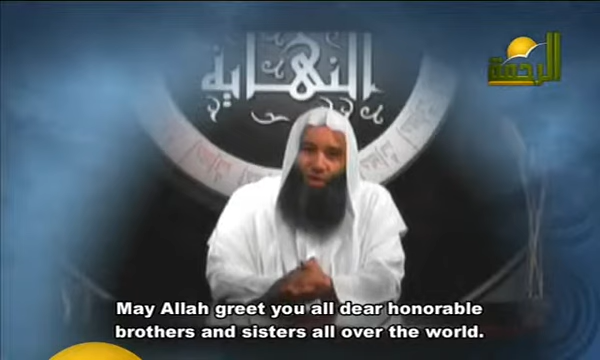 النهاية
الرحمة
May Allah greet you all dear honorable
brothers and sisters all over the world.